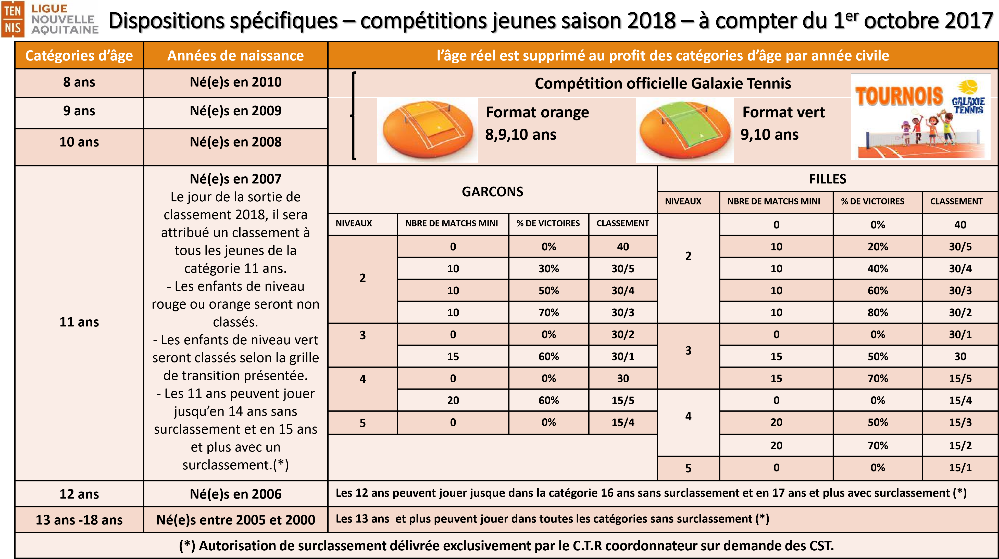 TEN
NIS
LIGUE
NOUVELLE
AQUITAINE
Dispositions spécifiques – compétitions jeunes saison 2018 – à compter du 1er octobre 2017
Catégories d’âge Années de naissance l’âge réel est supprimé au profit des catégories d’âge par année civile
8 ans Né(e)s en 2010
9 ans Né(e)s en 2009
10 ans Né(e)s en 2008
Compétition officielle Galaxie Tennis
Format orange
8,9,10 ans
Format vert
9,10 ans
TOURNOIS
GALAXIE
TENNIS
11 ans
Né(e)s en 2007
Le jour de la sortie de
classement 2018, il sera
attribué un classement à
tous les jeunes de la
catégorie 11 ans.
- Les enfants de niveau
rouge ou orange seront non
classés.
- Les enfants de niveau vert
seront classés selon la grille
de transition présentée.
- Les 11 ans peuvent jouer
jusqu’en 14 ans sans
surclassement et en 15 ans
et plus avec un
surclassement.(*)
GARCONS
NIVEAUX NBRE DE MATCHS MINI % DE VICTOIRES CLASSEMENT
2
0 0% 40
10 30% 30/5
10 50% 30/4
10 70% 30/3
3
0 0% 30/2
15 60% 30/1
4
0 0% 30
20 60% 15/5
5
0 0% 15/4
FILLES
NIVEAUX NBRE DE MATCHS MINI % DE VICTOIRES CLASSEMENT
2
0 0% 40
10 20% 30/5
10 40% 30/4
10 60% 30/3
10 80% 30/2
3
0 0% 30/1
15 50% 30
15 70% 15/5
4
0 0% 15/4
20 50% 15/3
20 70% 15/2
5
0 0% 15/1
12 ans Né(e)s en 2006 Les 12 ans peuvent jouer jusque dans la catégorie 16 ans sans surclassement et en 17 ans et plus avec surclassement (*)
13 ans -18 ans Né(e)s entre 2005 et 2000 Les 13 ans et plus peuvent jouer dans toutes les catégories sans surclassement (*)
(*) Autorisation de surclassement délivrée exclusivement par le C.T.R coordonnateur sur demande des CST.